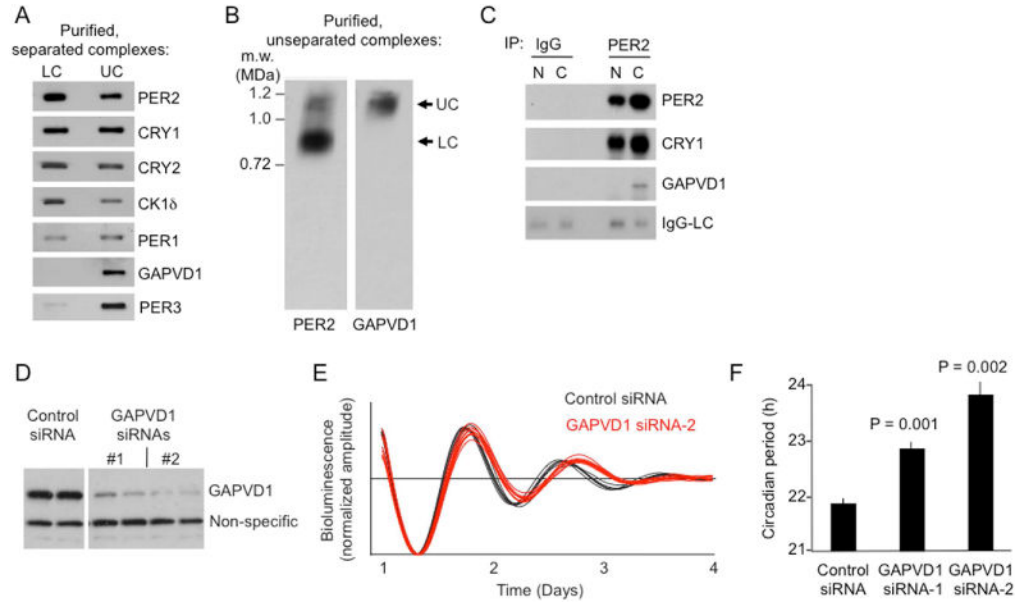 A
Purified,
separated complexes:
LC UC
PER2
CRY1
CRY2
CK1δ
PER1
GAPVD1
PER3
B
Purified,
unseparated complexes:
m.w.
(MDa)
1.2
1.0
0.72
UC
LC
PER2 GAPVD1
C
IP: IgG PER2
N C N C
PER2
CRY1
GAPVD1
IgG-LC
D
Control
siRNA
GAPVD1
siRNAs
#1 #2
GAPVD1
Non-specific
E
Control siRNA
GAPVD1 siRNA-2
Bioluminescence
(normalized amplitude)
1 2 3 4
Time (Days)
F
P = 0.002
P = 0.001
Circadian period (h)
24
23
22
21
Control
siRNA
GAPVD1
siRNA-1
GAPVD1
siRNA-2